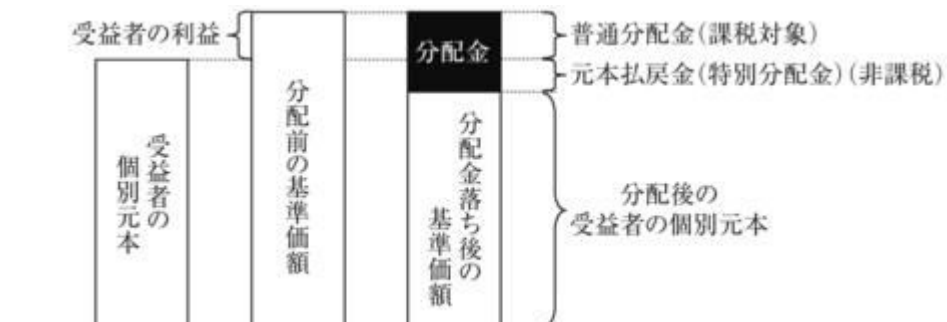 受益者の利益
分配金
普通分配金(課税対象)
元本払戻金(特別分配金)(非課税)
受益者の
個別元本
分配前の基準価額
分配金落ち後の
基準価額
分配後の
受益者の個別元本